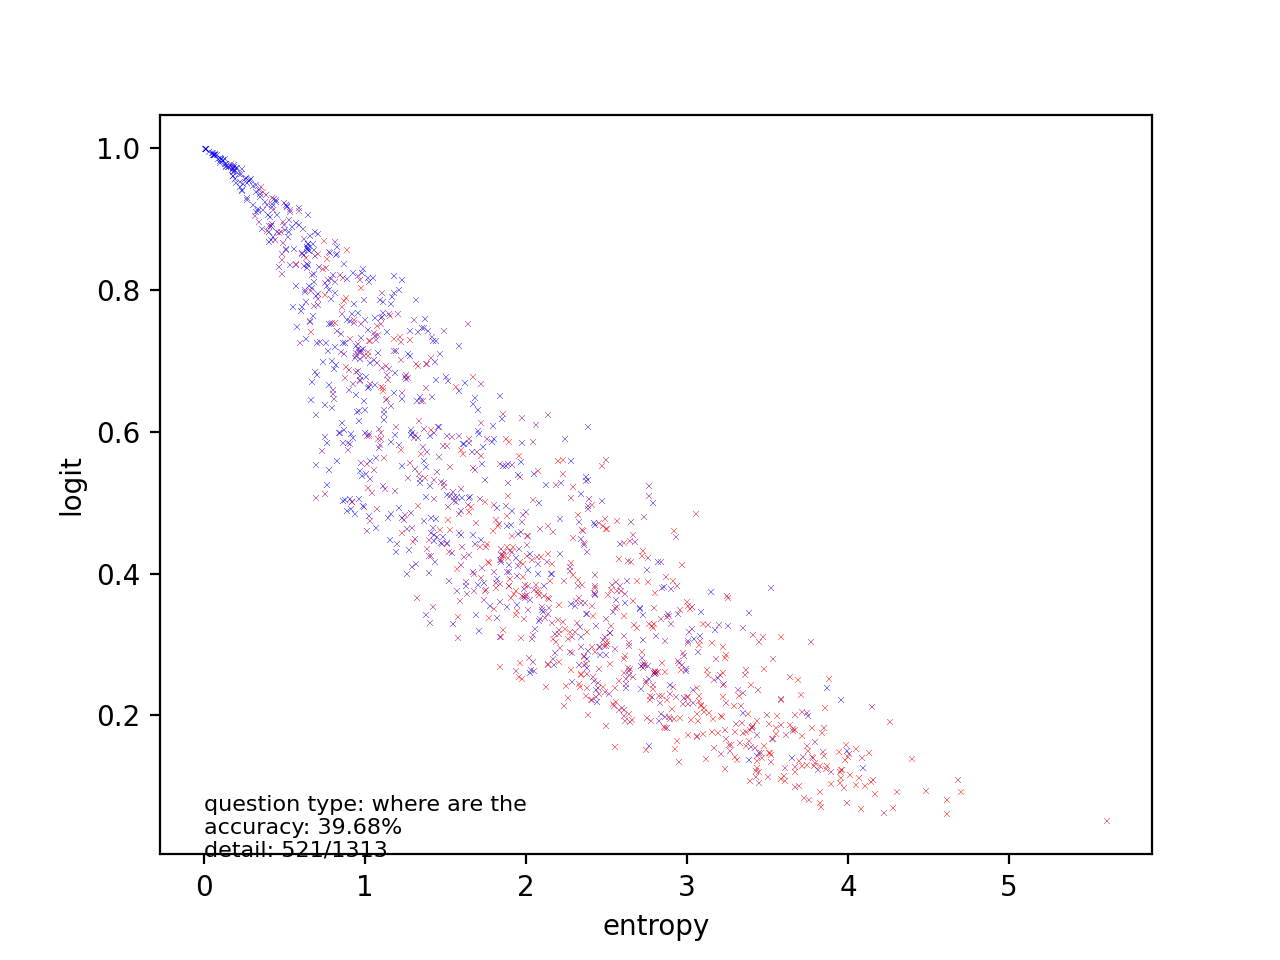 1.0
0.8
0.6
0.4
0.2
logit
question type: where are the
accuracy: 39.68%
detail: 521/1313
0 1 2 3 4 5
entropy